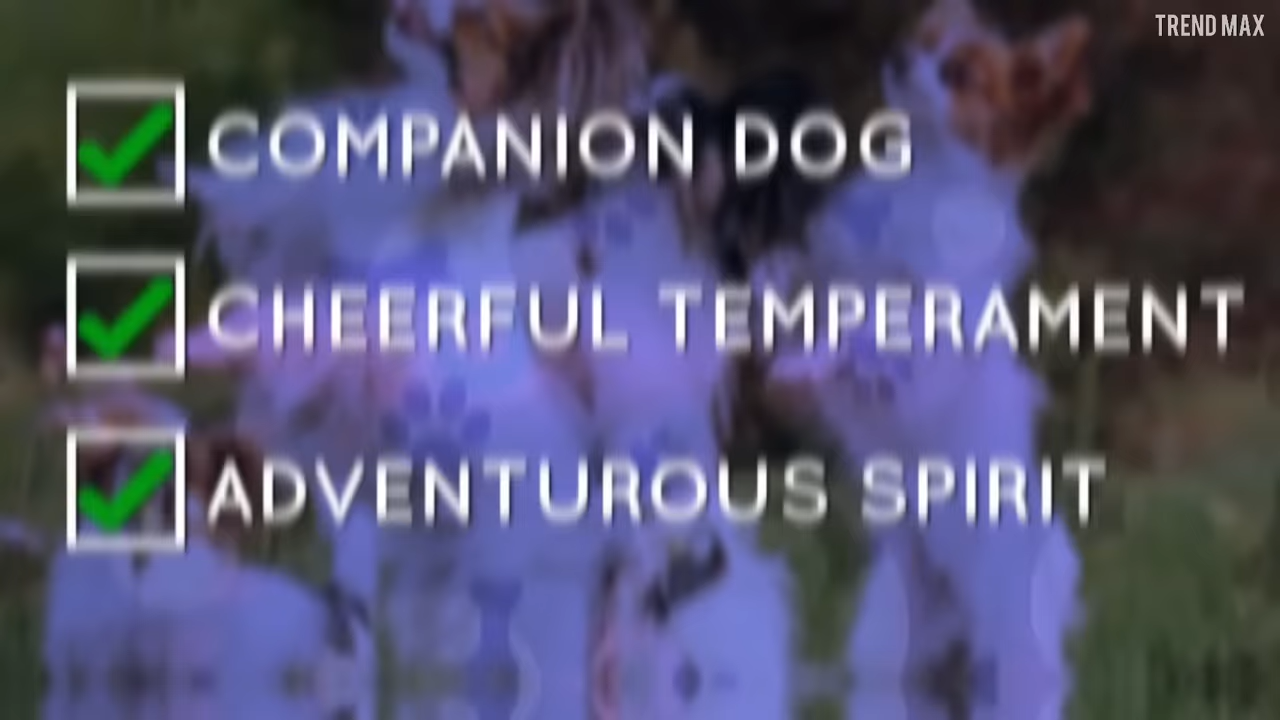 TREND MAX
COMPANION DOG
CHEERFUL TEMPERAMENT
ADVENTUROUS SPIRIT